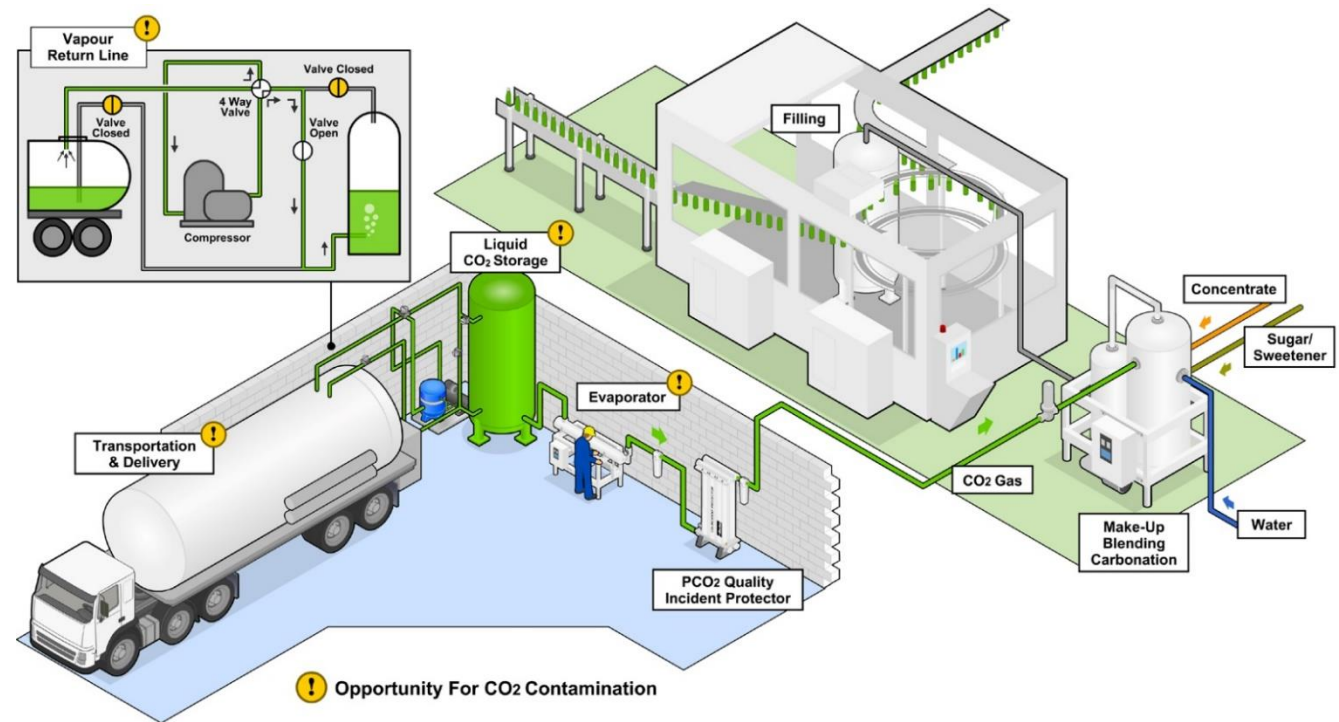 Vapour
Return Line
!
Valve Closed
4 Way
Valve
Valve
Closed
Valve
Open
Compressor
Filling
Liquid
CO2 Storage
!
Concentrate
Sugar/
Sweetener
Evaporator
!
Transportation
& Delivery
!
CO2 Gas
Water
Make-Up
Blending
Carbonation
PCO2 Quality
Incident Protector
! Opportunity For CO2 Contamination